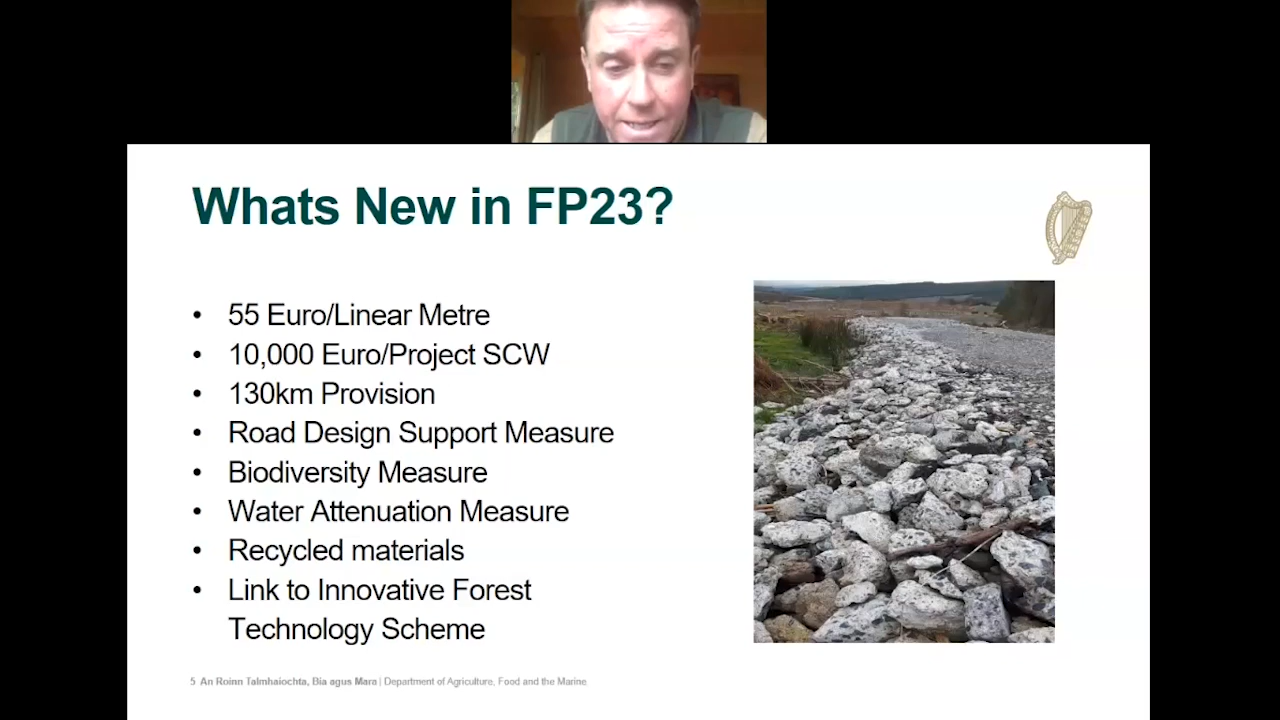 Whats New in FP23?
• 55 Euro/Linear Metre
• 10,000 Euro/Project SCW
• 130km Provision
• Road Design Support Measure
• Biodiversity Measure
• Water Attenuation Measure
• Recycled materials
• Link to Innovative Forest
Technology Scheme
5 An Roinn Talmhaíochta, Bia agus Mara | Department of Agriculture, Food and the Marine